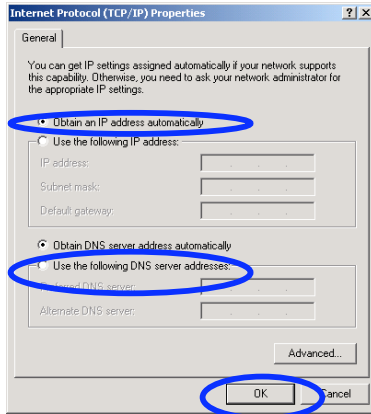 Internet Protocol (TCP/IP) Properties
General
You can get IP settings assigned automatically if your network supports
this capability. Otherwise, you need to ask your network administrator for
the appropriate IP settings.
Obtain an IP address automatically
Use the following IP address:
IP address:
Subnet mask:
Default gateway:
Obtain DNS server address automatically
Use the following DNS server addresses:
Preferred DNS server:
Alternate DNS server:
Advanced...
OK
Cancel